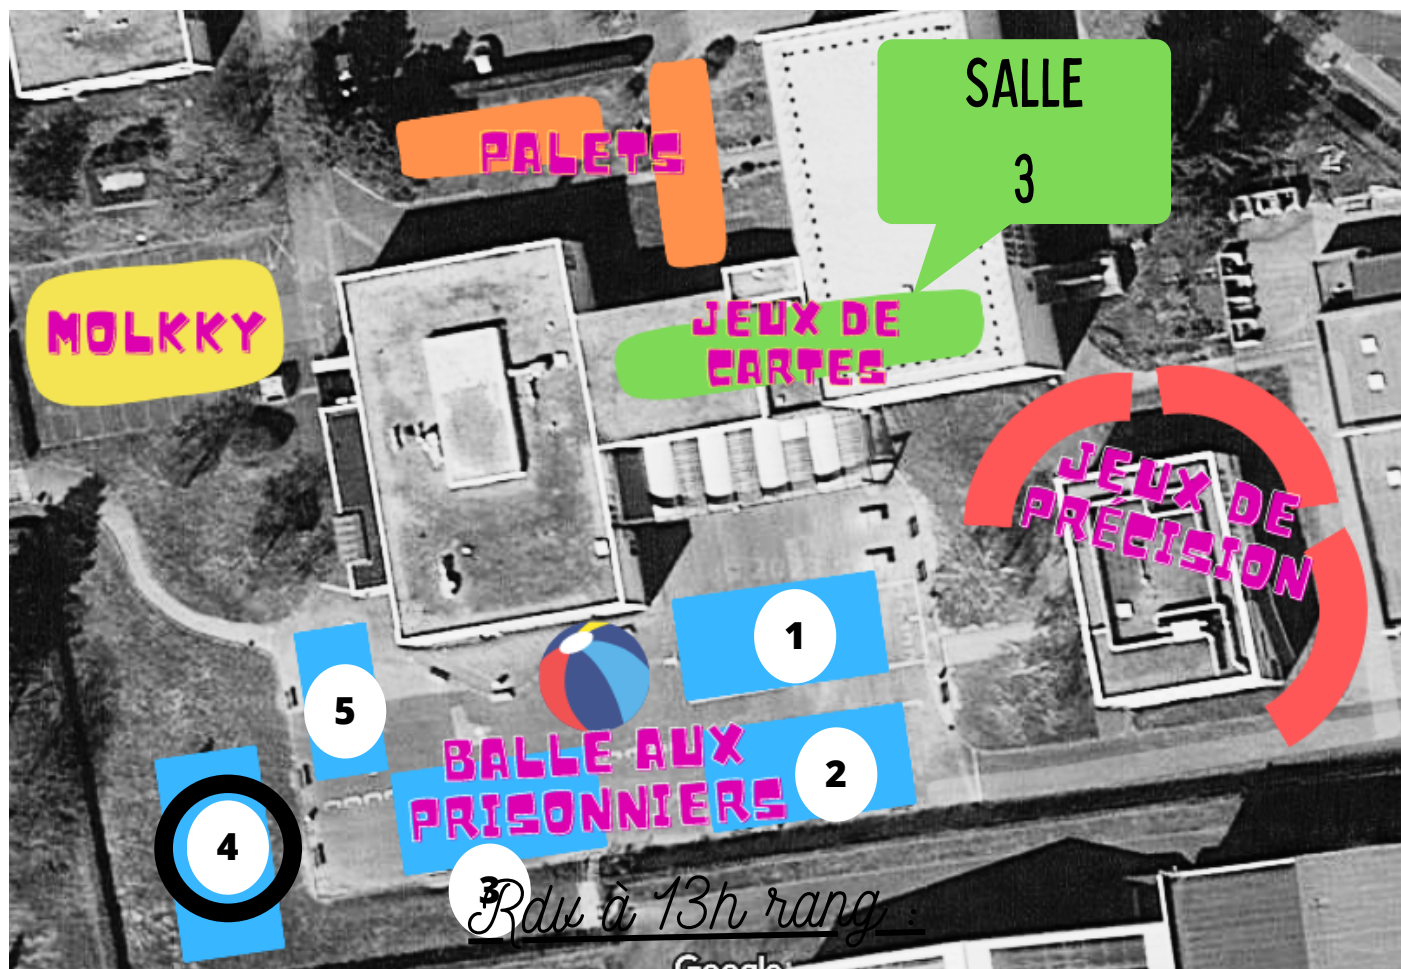 SALLE
3
PALETS
MOLKKY
JEUX DE
CARTES
JEUX DE
PRÉCISION
1
5
BALLE AUX
PRISONNIERS
2
4
3
Rdv à 13h rang :
Google